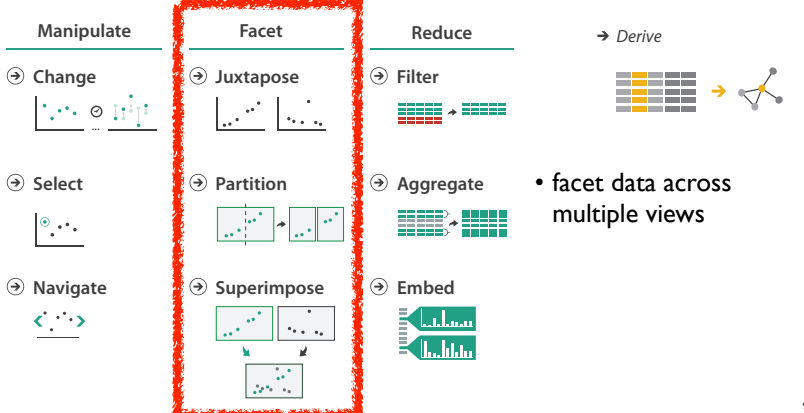 Manipulate
Facet
Reduce
→ Derive
→ Change
...
→ Juxtapose
→ Filter
→ Select
→ Partition
→ Aggregate
• facet data across
multiple views
→ Navigate
→ Superimpose
→ Embed